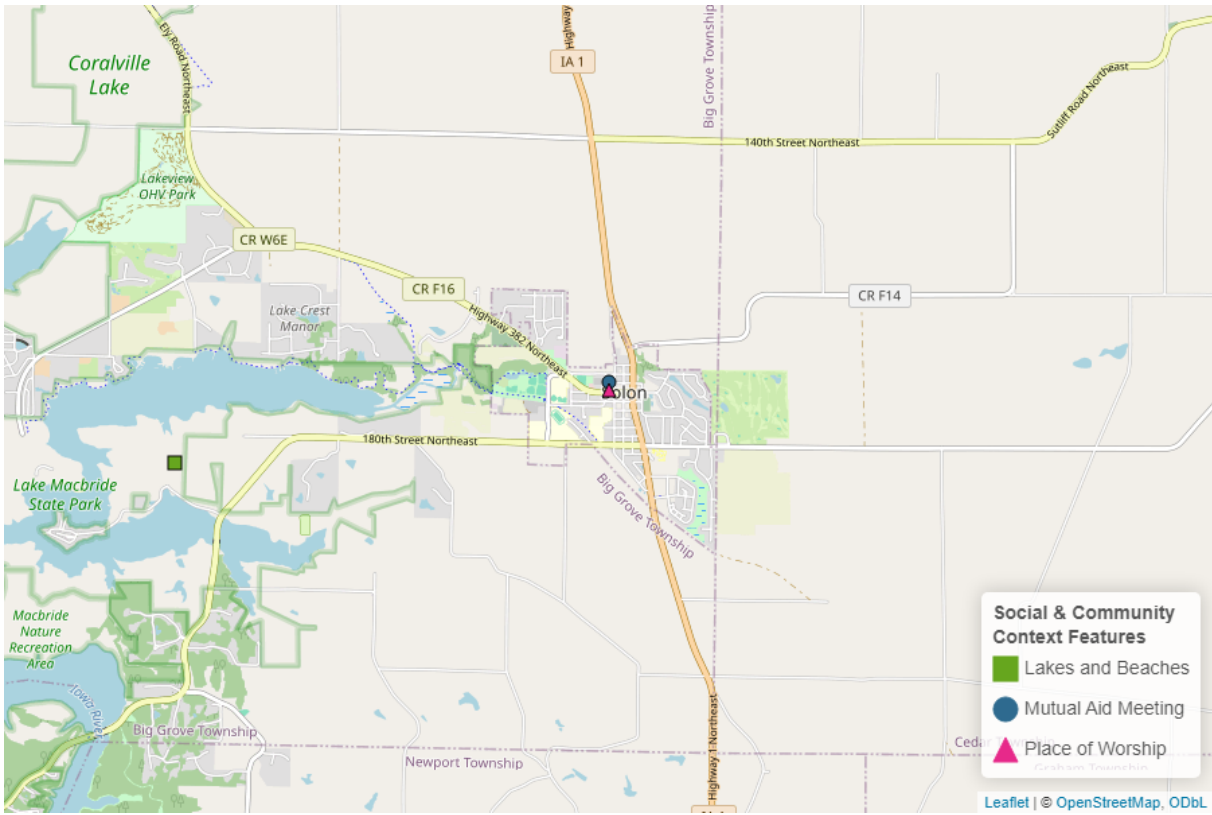 Ely Road Northeast
Coralville
Lake
Highway
IA 1
Big Grove Township
Sutliff Road Northeast
140th Street Northeast
Lakeview
OHV Park
CR W6E
CR F16
CR F14
Lake Crest
Manor
Highway 382 Northeast
olon
180th Street Northeast
Lake Macbride
State Park
Big Grove Township
Macbride
Nature
Recreation
Area
Iowa River
Big Grove Township
Newport Township
Highway 1 Northeast
Social & Community
Context Features
Lakes and Beaches
Mutual Aid Meeting
Place of Worship
Cedar Township
Graham Township
Leaflet | © OpenStreetMap, ODbL